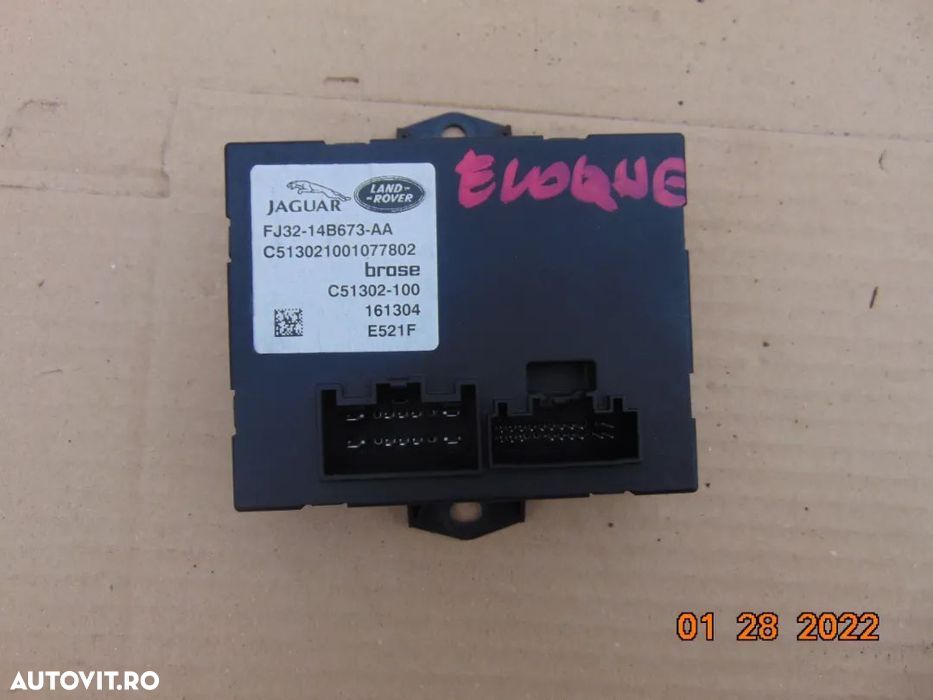 JAGUAR
LAND-
-ROVER
FJ32-14B673-AA
C513021001077802
brose
C51302-100
161304
E521F
EVOQUE
01 28 2022
AUTOVIT.RO